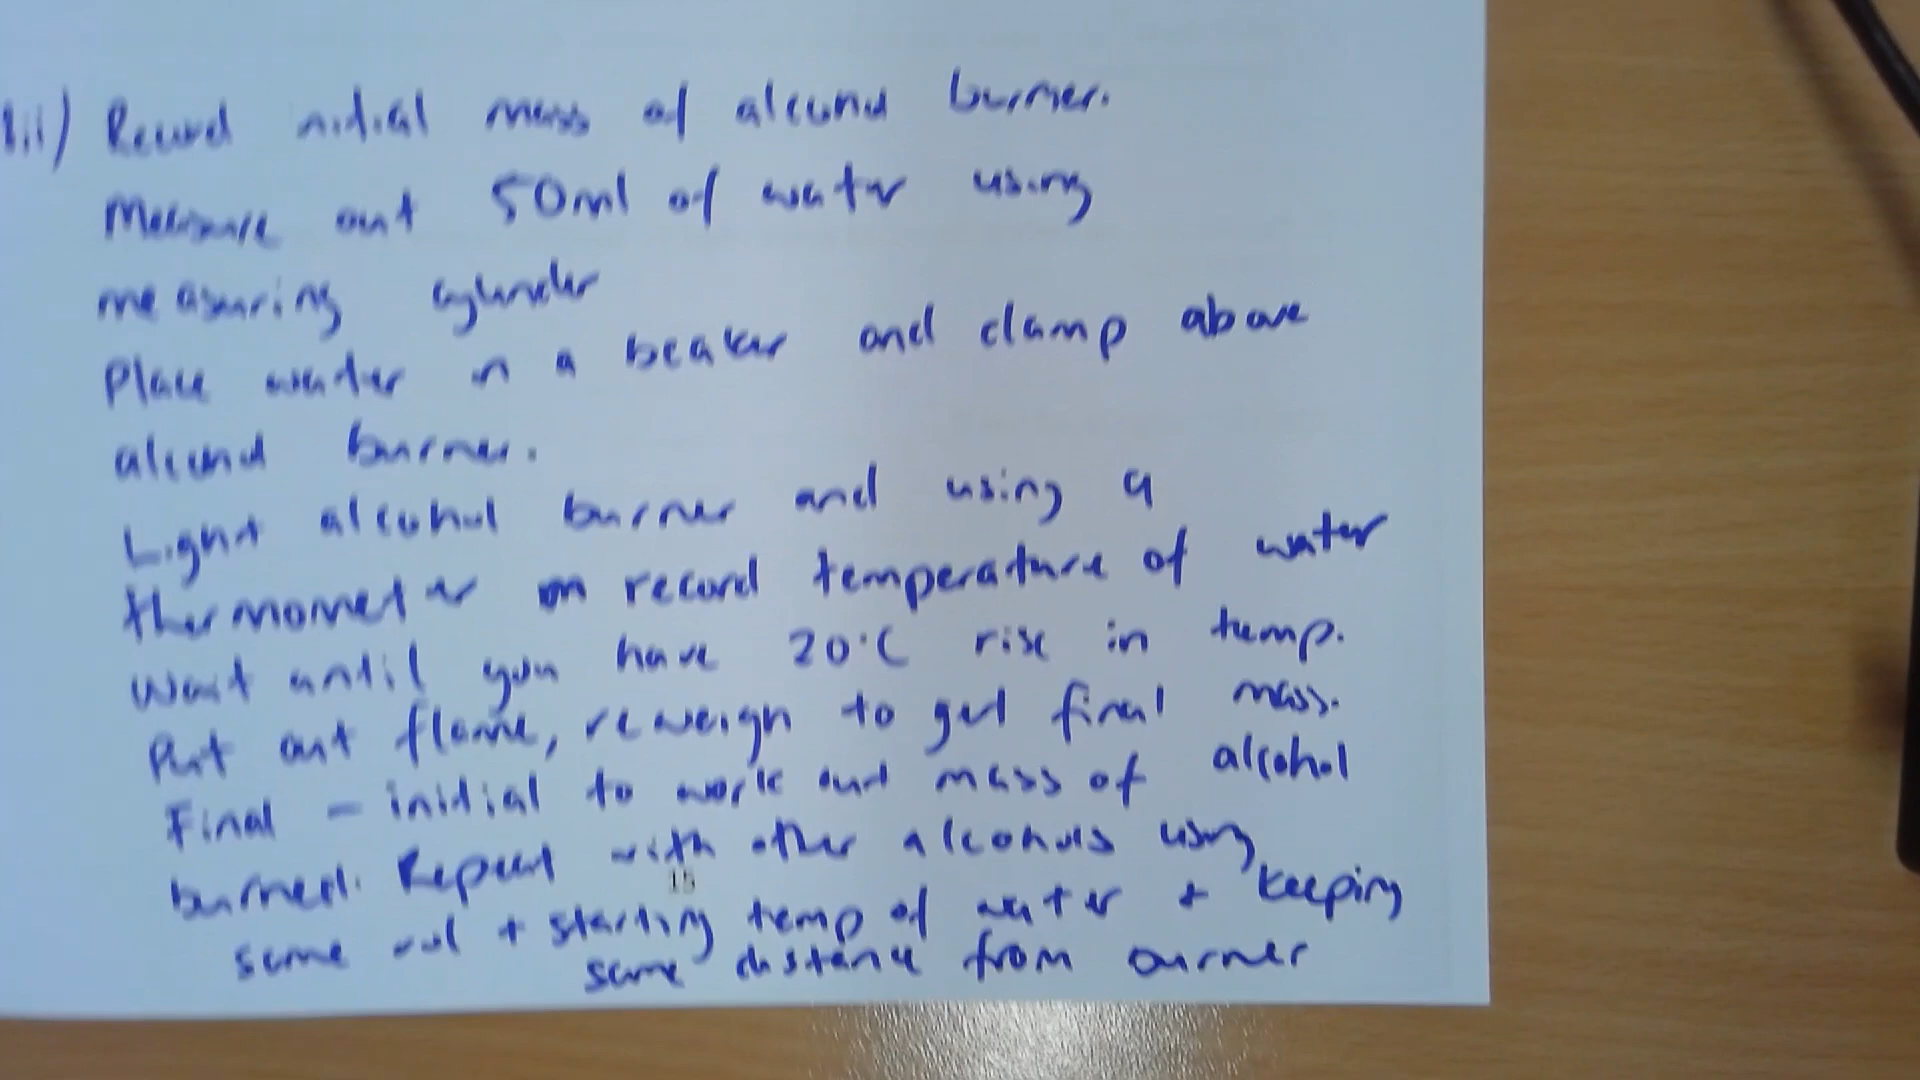 iii) Record initial mass of alcohol burner.
Measure out 50ml of water using
measuring cylinder
Place water in a beaker and clamp above
alcohol burner.
Light alcohol burner and using a
thermometer record temperature of water
Wait until you have 20°C rise in temp.
Put out flame, reweigh to get final mass.
Final - initial to work out mass of alcohol
burned. Repeat with other alcohols using
15
same vol + starting temp of water + keeping
same distance from burner